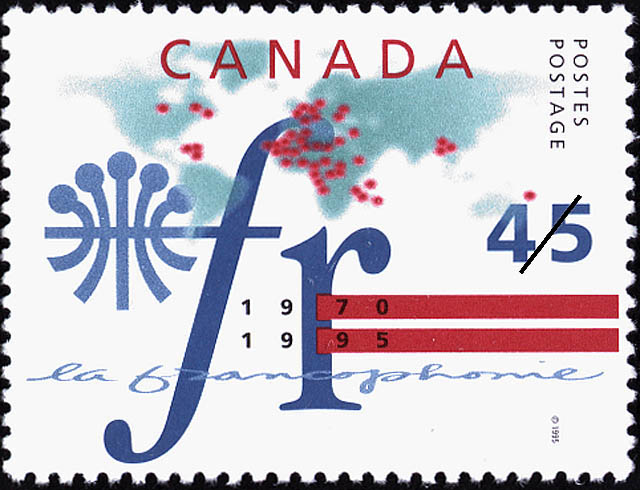 CANADA
POSTES
POSTAGE
45
fr
1970
1995
la francophonie
© 1995